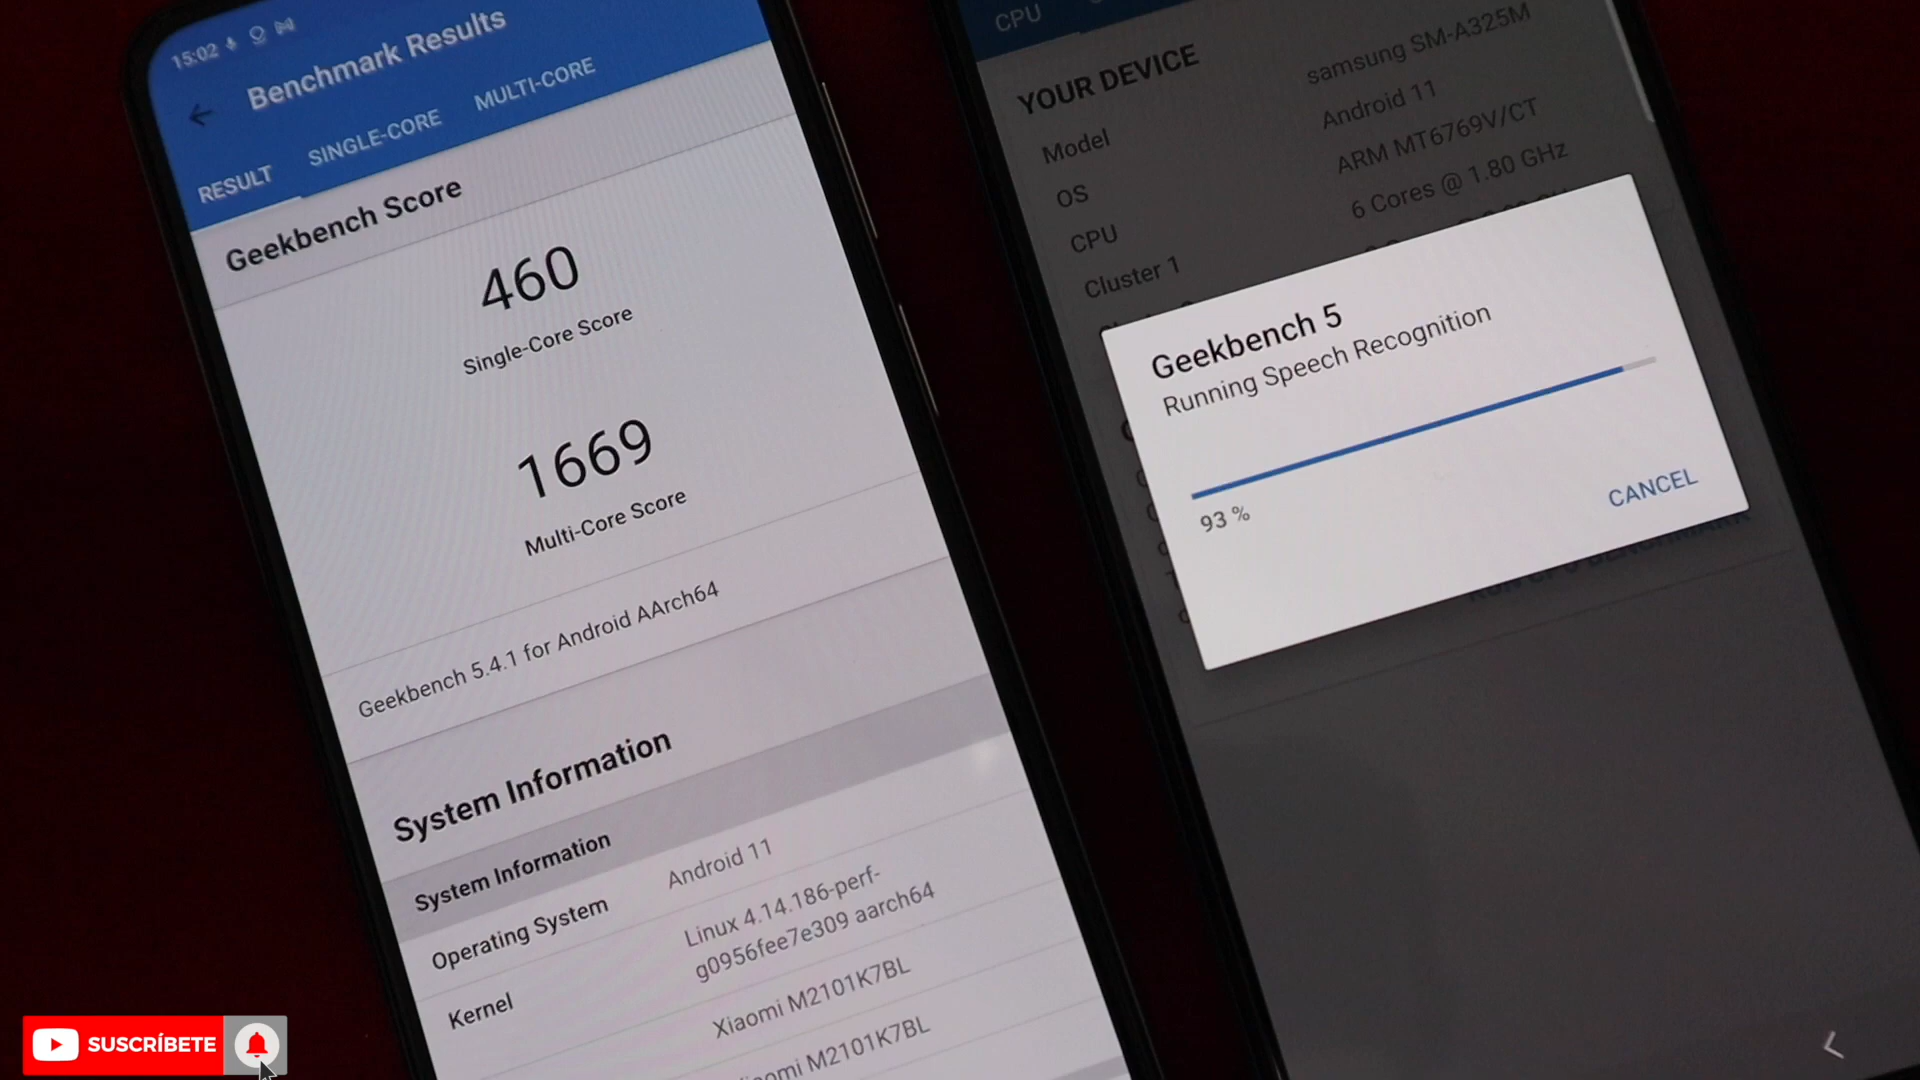 15:02
Benchmark Results
RESULT SINGLE-CORE MULTI-CORE
Geekbench Score
460
Single-Core Score
1669
Multi-Core Score
Geekbench 5.4.1 for Android AArch64
System Information
System Information
Operating System Android 11
Kernel Linux 4.14.186-perf-
g0956fee7e309 aarch64
Xiaomi M2101K7BL
M2101K7BL
CPU
YOUR DEVICE
Model samsung SM-A325M
OS Android 11
CPU ARM MT6769V/CT
Cluster 1 6 Cores @ 1.80 GHz
Geekbench 5
Running Speech Recognition
93 %
CANCEL
SUSCRÍBETE